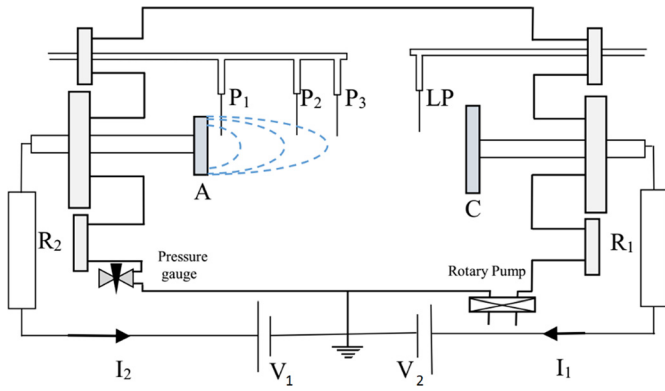 P₁ P₂ P₃ LP
A
C
R₂
R₁
Pressure
gauge
Rotary Pump
I₂
V₁
V₂
I₁